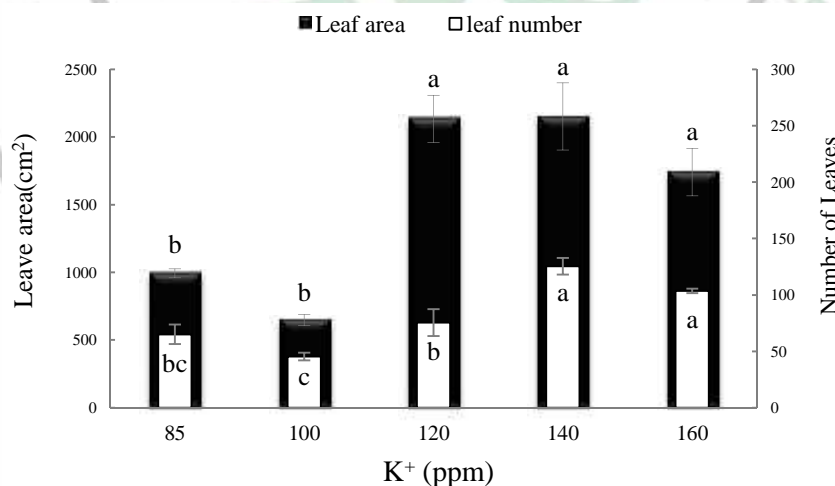 Leaf area leaf number
Leave area(cm²)
2500
2000
1500
1000
500
0
b
b
a
a
a
bc
c
b
a
a
300
250
200
150
100
50
0
Number of Leaves
85 100 120 140 160
K⁺ (ppm)